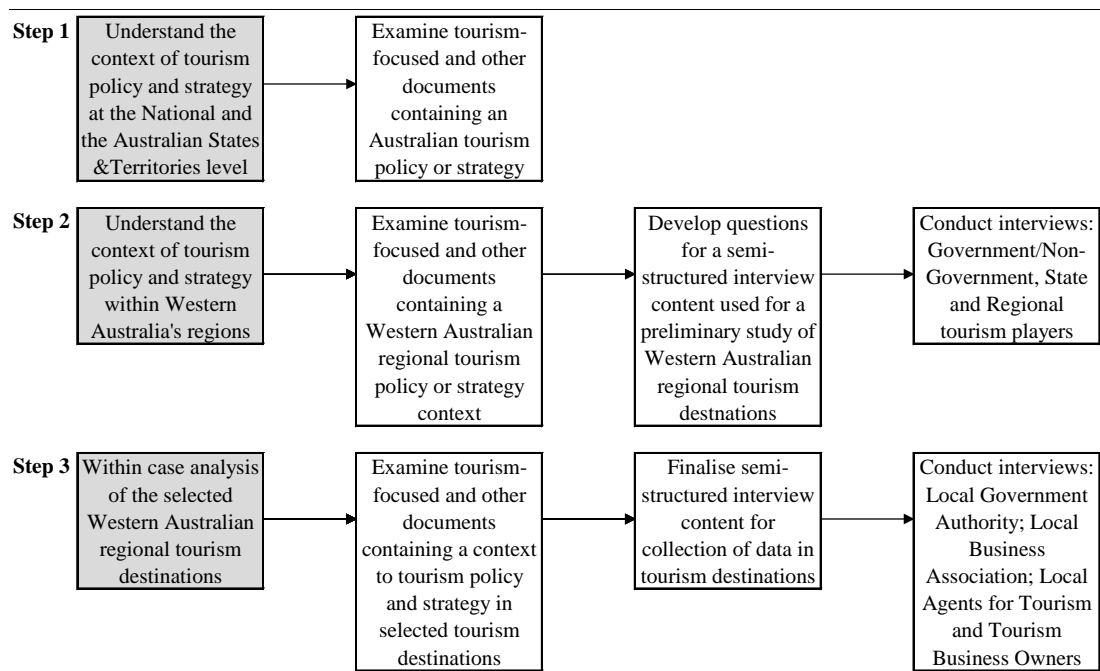 Step 1
Understand the
context of tourism
policy and strategy
at the National and
the Australian States
&Territories level
Examine tourism-
focused and other
documents
containing an
Australian tourism
policy or strategy
Step 2
Understand the
context of tourism
policy and strategy
within Western
Australia's regions
Examine tourism-
focused and other
documents
containing a
Western Australian
regional tourism
policy or strategy
context
Develop questions
for a semi-
structured interview
content used for a
preliminary study of
Western Australian
regional tourism
destnations
Conduct interviews:
Government/Non-
Government, State
and Regional
tourism players
Step 3
Within case analysis
of the selected
Western Australian
regional tourism
destinations
Examine tourism-
focused and other
documents
containing a context
to tourism policy
and strategy in
selected tourism
destinations
Finalise semi-
structured interview
content for
collection of data in
tourism destinations
Conduct interviews:
Local Government
Authority; Local
Business
Association; Local
Agents for Tourism
and Tourism
Business Owners